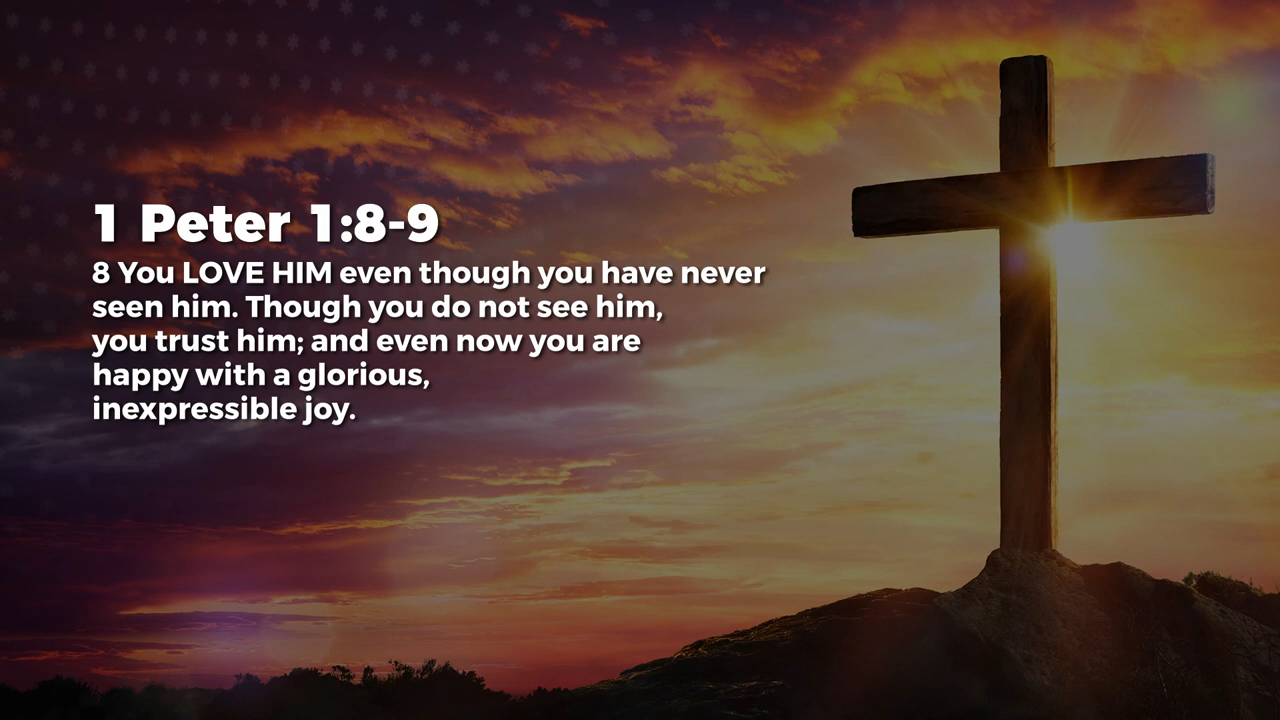 1 Peter 1:8-9
8 You LOVE HIM even though you have never
seen him. Though you do not see him,
you trust him; and even now you are
happy with a glorious,
inexpressible joy.